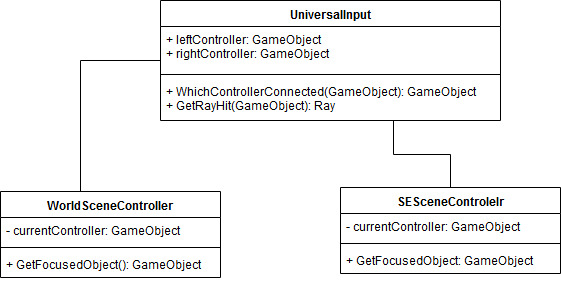 UniversalInput
+ leftController: GameObject
+ rightController: GameObject
+ WhichControllerConnected(GameObject): GameObject
+ GetRayHit(GameObject): Ray
WorldSceneController
- currentController: GameObject
+ GetFocusedObject(): GameObject
SESceneControlelr
- currentController: GameObject
+ GetFocusedObject: GameObject